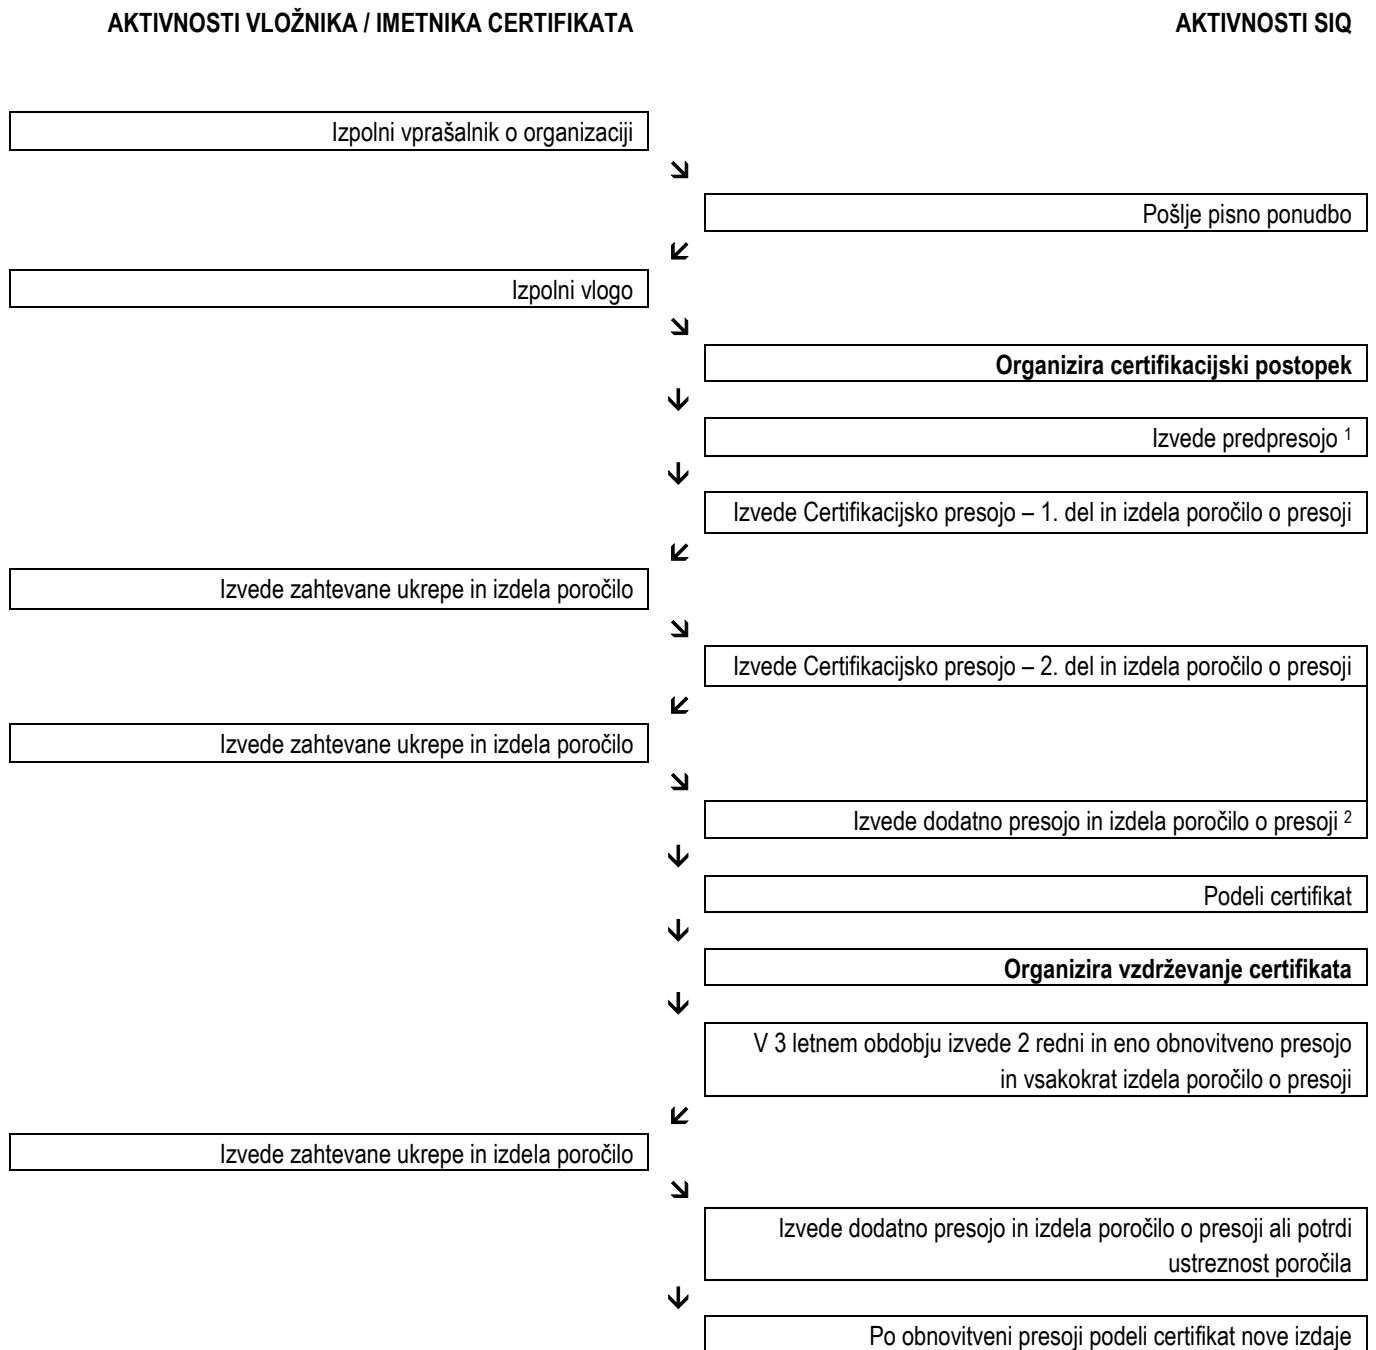 AKTIVNOSTI VLOŽNIKA / IMETNIKA CERTIFIKATA
AKTIVNOSTI SIQ
Izpolni vprašalnik o organizaciji
Pošlje pisno ponudbo
Izpolni vlogo
Organizira certifikacijski postopek
Izvede predpresojo 1
Izvede Certifikacijsko presojo – 1. del in izdela poročilo o presoji
Izvede zahtevane ukrepe in izdela poročilo
Izvede Certifikacijsko presojo – 2. del in izdela poročilo o presoji
Izvede zahtevane ukrepe in izdela poročilo
Izvede dodatno presojo in izdela poročilo o presoji 2
Podeli certifikat
Organizira vzdrževanje certifikata
V 3 letnem obdobju izvede 2 redni in eno obnovitveno presojo
in vsakokrat izdela poročilo o presoji
Izvede zahtevane ukrepe in izdela poročilo
Izvede dodatno presojo in izdela poročilo o presoji ali potrdi
ustreznost poročila
Po obnovitveni presoji podeli certifikat nove izdaje